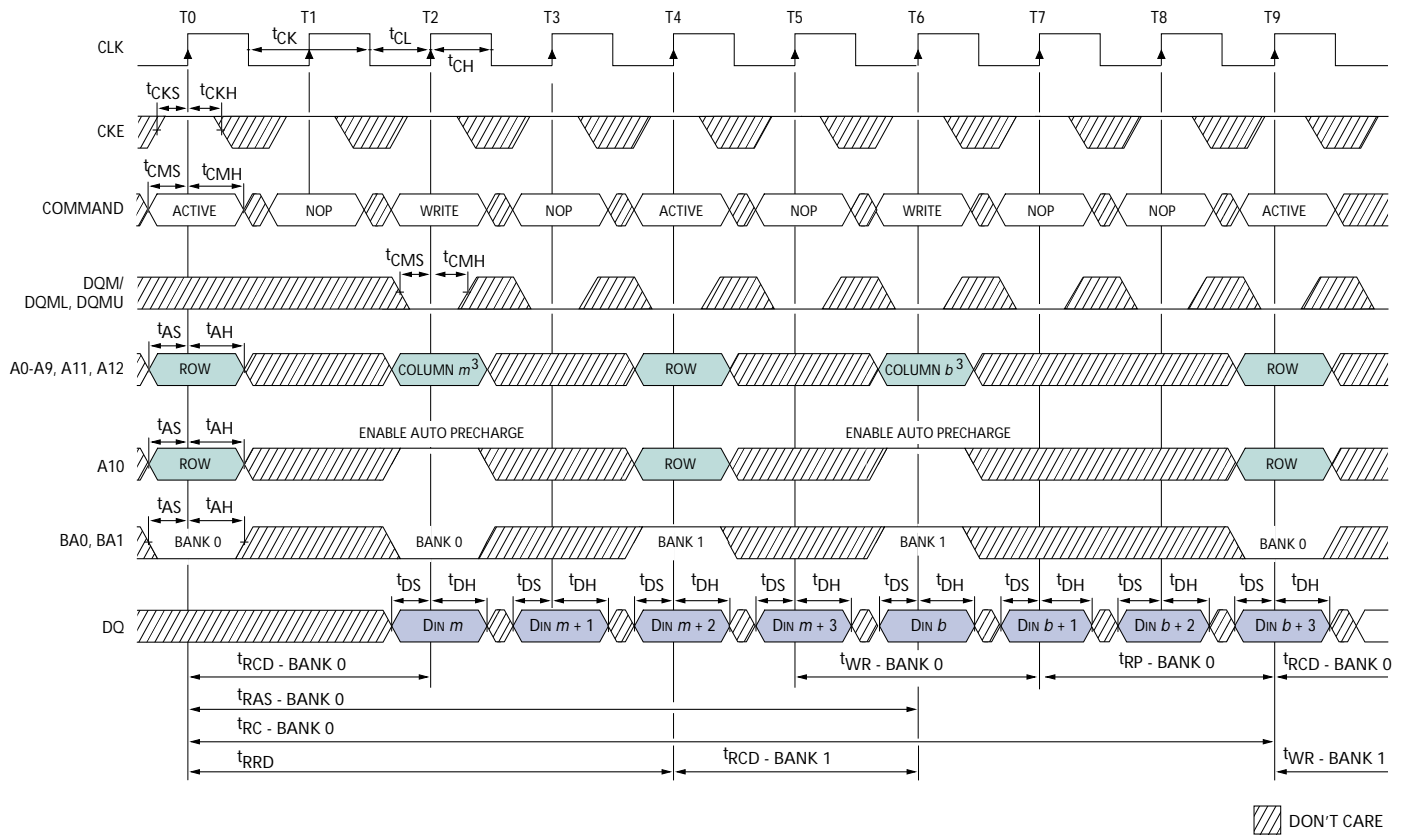 T0 T1 T2 T3 T4 T5 T6 T7 T8 T9
CLK
tCK tCL
tCH
tCKS tCKH
CKE
tCMS tCMH
COMMAND ACTIVE NOP WRITE NOP ACTIVE NOP WRITE NOP NOP ACTIVE
tCMS tCMH
DQM/
DQML, DQMU
tAS tAH
A0-A9, A11, A12 ROW COLUMN m3 ROW COLUMN b3 ROW
tAS tAH
ENABLE AUTO PRECHARGE ENABLE AUTO PRECHARGE
A10 ROW ROW ROW
tAS tAH
BA0, BA1 BANK 0 BANK 0 BANK 1 BANK 1 BANK 0
tDS tDH tDS tDH tDS tDH tDS tDH tDS tDH tDS tDH tDS tDH tDS tDH
DQ DIN m DIN m + 1 DIN m + 2 DIN m + 3 DIN b DIN b + 1 DIN b + 2 DIN b + 3
tRCD - BANK 0 tWR - BANK 0 tRP - BANK 0 tRCD - BANK 0
tRAS - BANK 0
tRC - BANK 0
tRRD tRCD - BANK 1 tWR - BANK 1
DON'T CARE